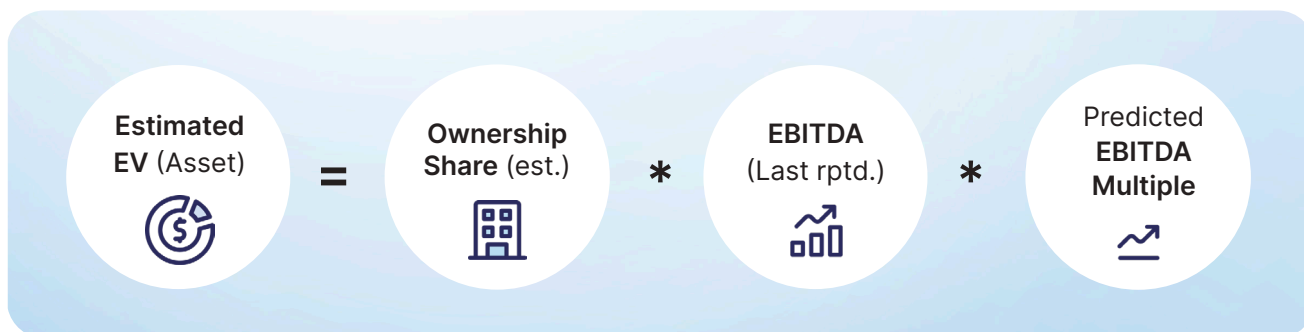 Estimated
EV (Asset)
=
Ownership
Share (est.)
*
EBITDA
(Last rptd.)
*
Predicted
EBITDA
Multiple